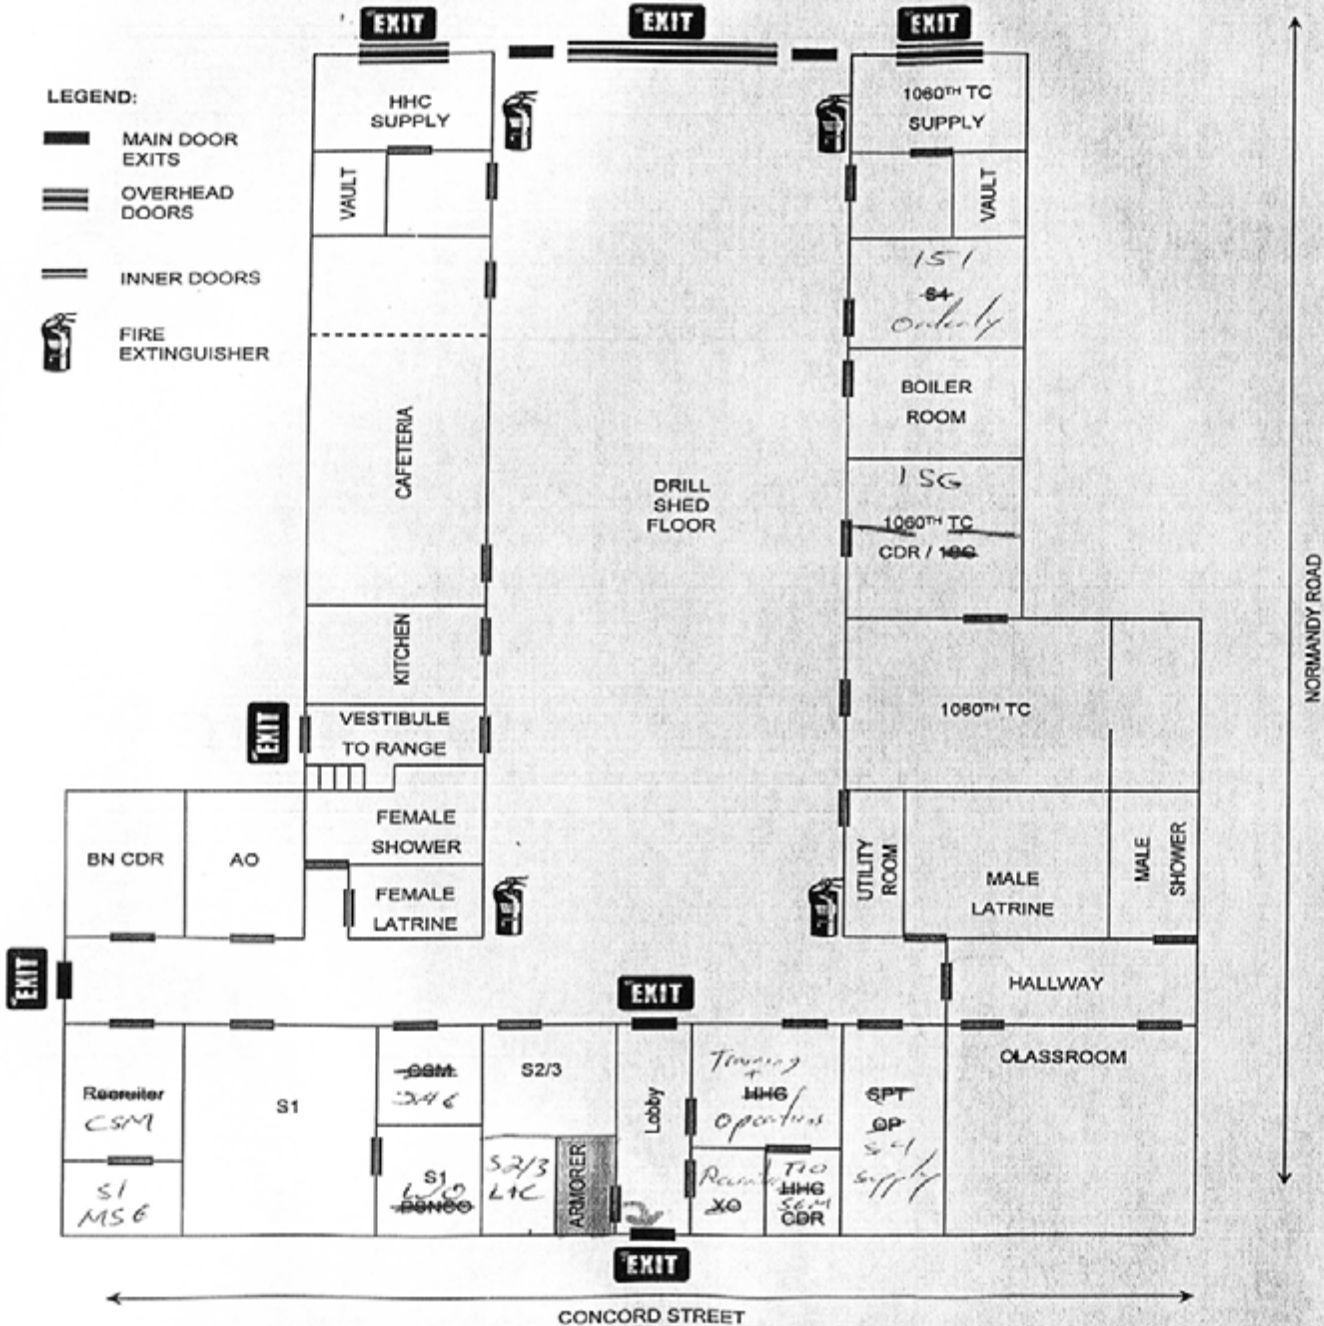 EXIT
EXIT
EXIT
LEGEND:
MAIN DOOR
EXITS
OVERHEAD
DOORS
INNER DOORS
FIRE
EXTINGUISHER
HHC
SUPPLY
VAULT
CAFETERIA
KITCHEN
VESTIBULE
TO RANGE
EXIT
FEMALE
SHOWER
FEMALE
LATRINE
BN CDR
AO
EXIT
DRILL
SHED
FLOOR
1060TH TC
SUPPLY
VAULT
151
S4
Orderly
BOILER
ROOM
1SG
1060TH TC
CDR / 1SG
1060TH TC
UTILITY
ROOM
MALE
LATRINE
MALE
SHOWER
HALLWAY
EXIT
Recruiter
CSM
S1
MSG
S1
CSM
S1
PSNCO
S2/3
S2/3
ARMORER
Lobby
Training
+
HHC
Operations
XO
HHC
SGM
CDR
SPT
OP
S-4
Supply
CLASSROOM
EXIT
CONCORD STREET
NORMANDY ROAD